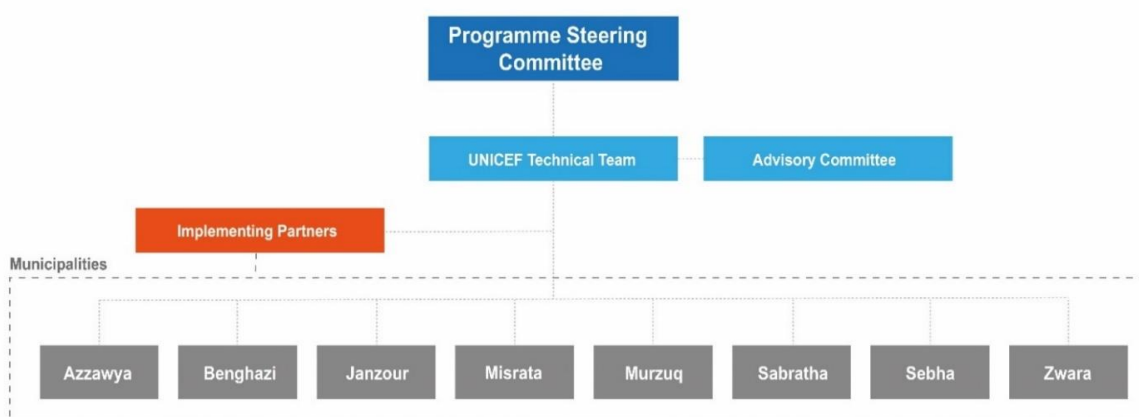 Programme Steering
Committee
UNICEF Technical Team
Advisory Committee
Implementing Partners
Municipalities
Azzawya
Benghazi
Janzour
Misrata
Murzuq
Sabratha
Sebha
Zwara